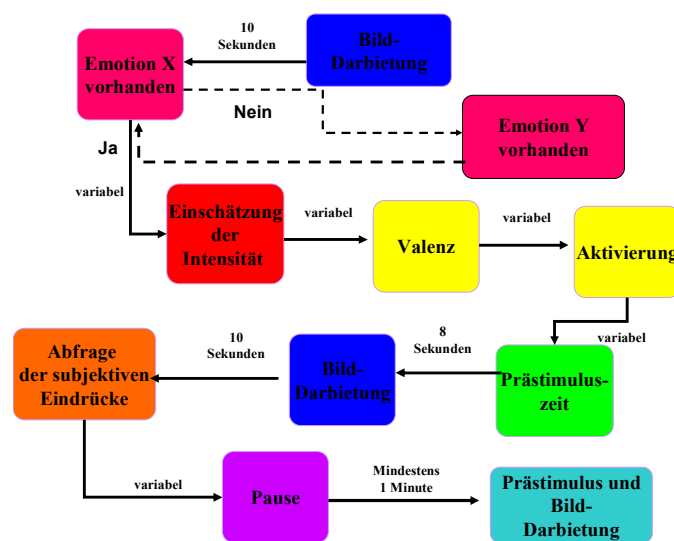 10
Sekunden
Bild-
Darbietung
Emotion X
vorhanden
Nein
Emotion Y
vorhanden
Ja
variabel
Einschätzung
der
Intensität
variabel
Valenz
variabel
Aktivierung
variabel
Prästimulus-
zeit
8
Sekunden
Bild-
Darbietung
10
Sekunden
Abfrage
der subjektiven
Eindrücke
variabel
Pause
Mindestens
1 Minute
Prästimulus und
Bild-
Darbietung